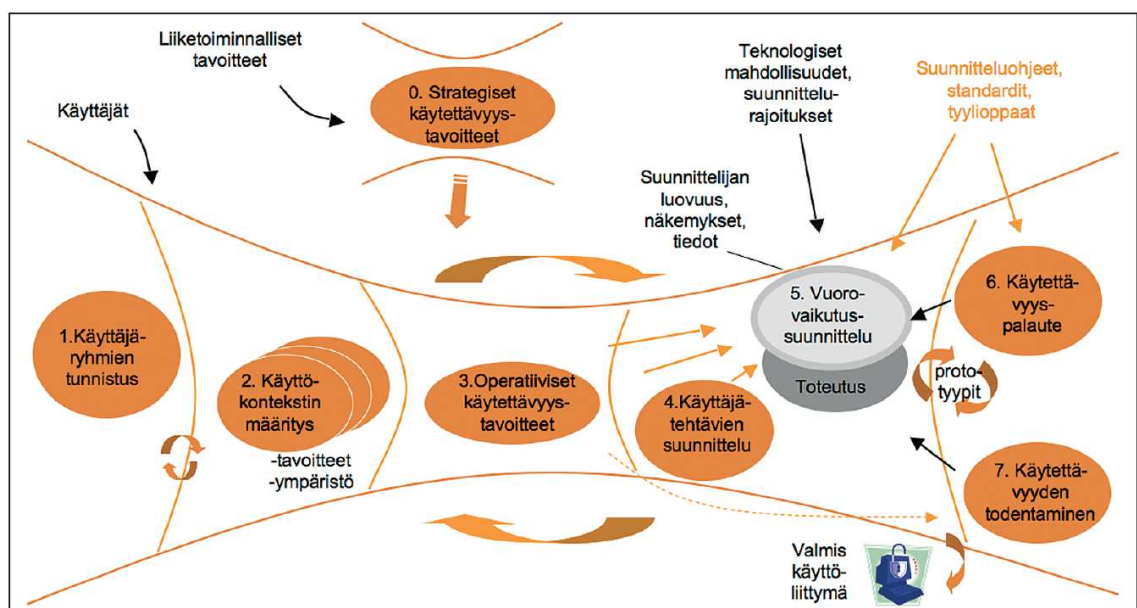 Liiketoiminnalliset
tavoitteet
Käyttäjät
0. Strategiset
käytettävyys-
tavoitteet
Teknologiset
mahdollisuudet,
suunnittelu-
rajoitukset
Suunnitteluohjeet,
standardit,
tyylioppaat
Suunnittelijan
luovuus,
näkemykset,
tiedot
1.Käyttäjä-
ryhmien
tunnistus
2. Käyttö-
kontekstin
määritys
-tavoitteet
-ympäristö
3.Operatiiviset
käytettävyys-
tavoitteet
4.Käyttäjä-
tehtävien
suunnittelu
5. Vuoro-
vaikutus-
suunnittelu
Toteutus
6. Käytettä-
vyys-
palaute
proto-
tyypit
7. Käytettä-
vyyden
todentaminen
Valmis
käyttö-
liittymä